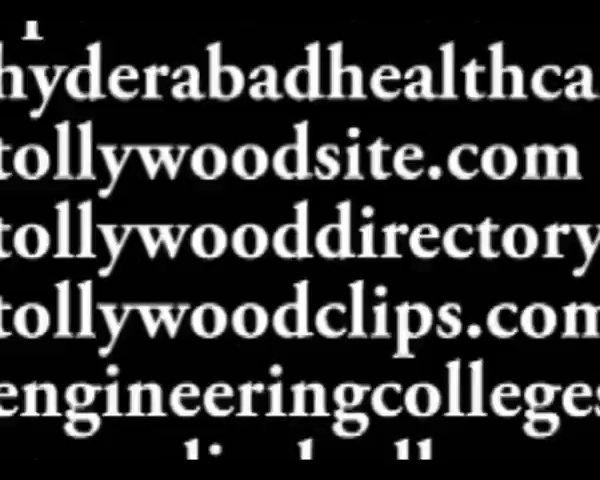 hyderabadhealthca
tollywoodsite.com
tollywooddirectory
tollywoodclips.com
engineeringcolleges